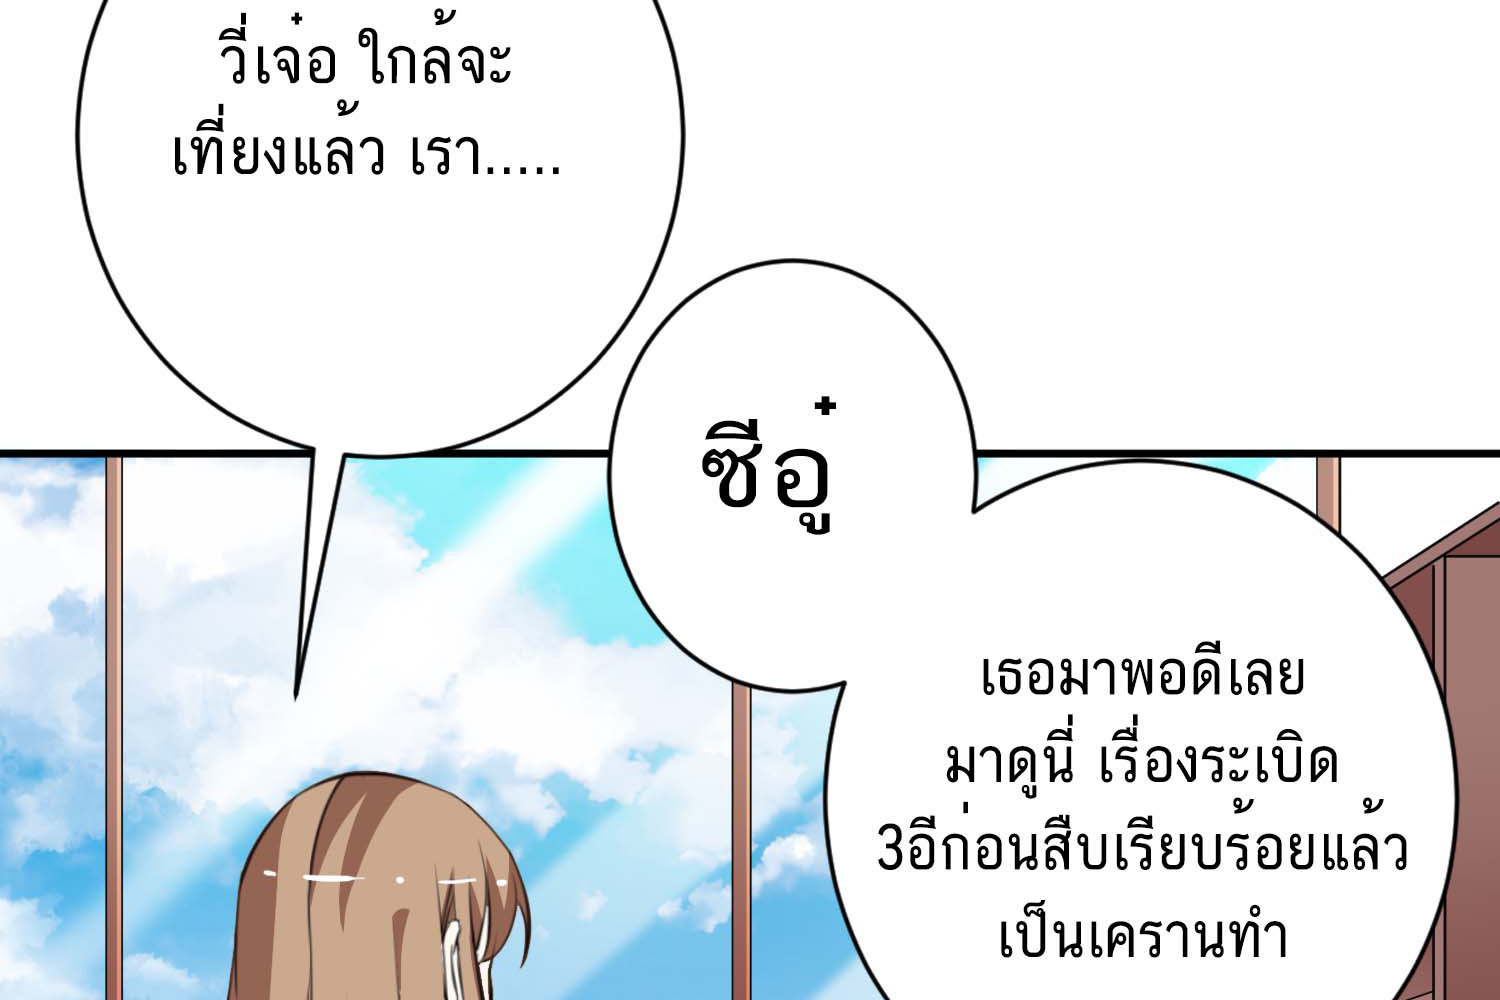 วี่เจ๋อ ใกล้จะ
เที่ยงแล้ว เรา.....
ซีอู๋
เธอมาพอดีเลย
มาดูนี่ เรื่องระเบิด
3อีก่อนสืบเรียบร้อยแล้ว
เป็นเครานทำ